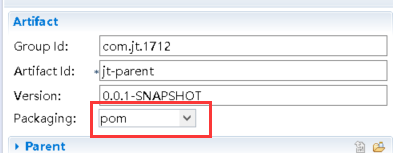 Artifact
Group Id: com.jt.1712
Artifact Id: * jt-parent
Version: 0.0.1-SNAPSHOT
Packaging: pom
Parent